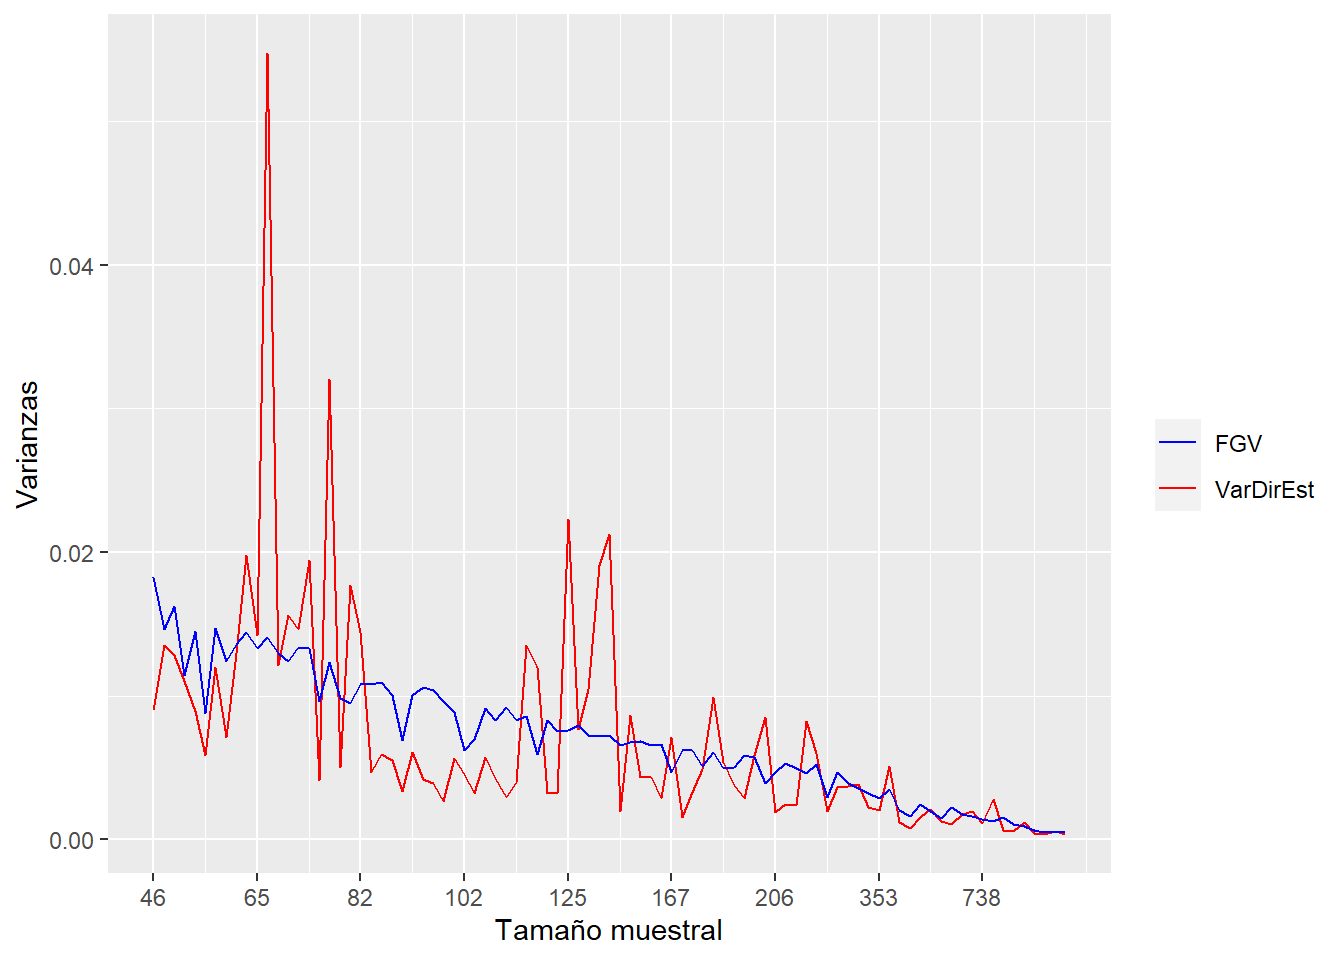 Varianzas
0.04
0.02
0.00
46 65 82 102 125 167 206 353 738
Tamaño muestral
FGV
VarDirEst